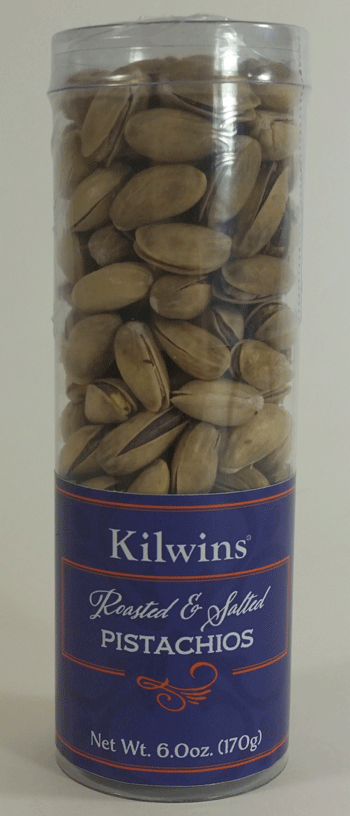 Kilwins®
Roasted & Salted
PISTACHIOS
Net Wt. 6.0oz. (170g)